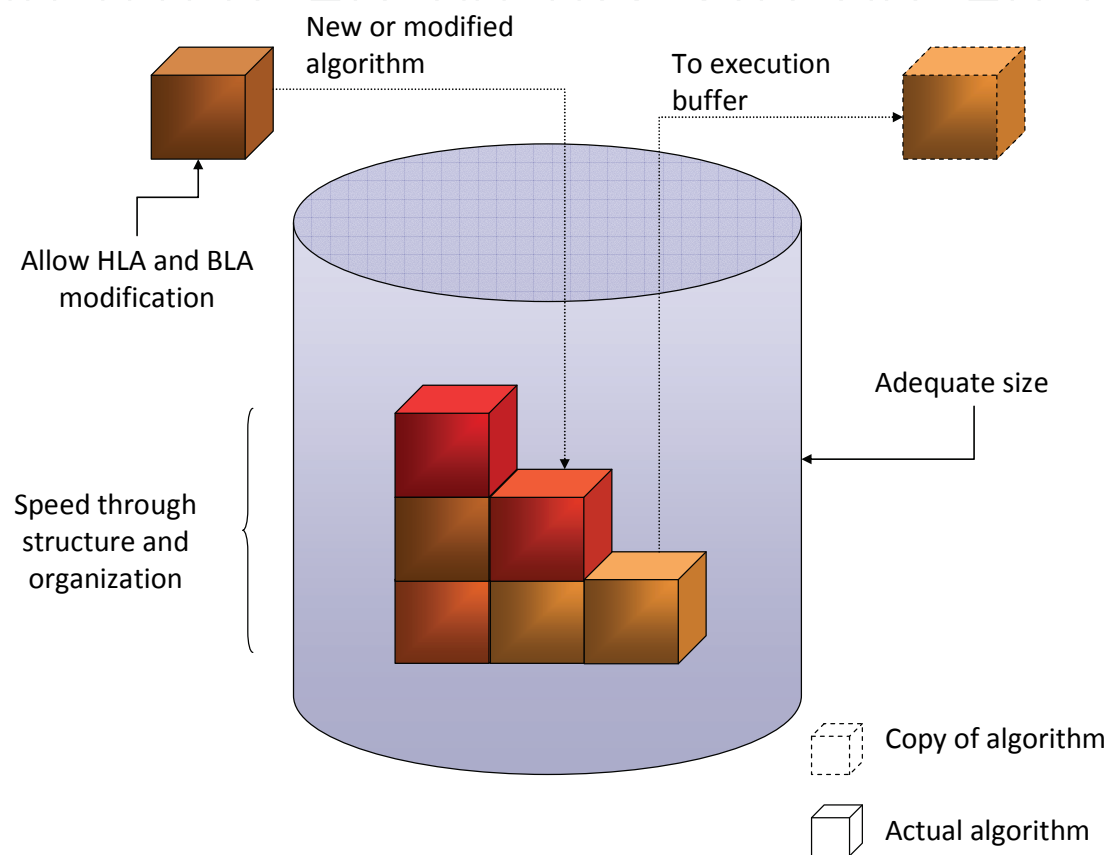 New or modified
algorithm
To execution
buffer
Allow HLA and BLA
modification
Adequate size
Speed through
structure and
organization
Copy of algorithm
Actual algorithm